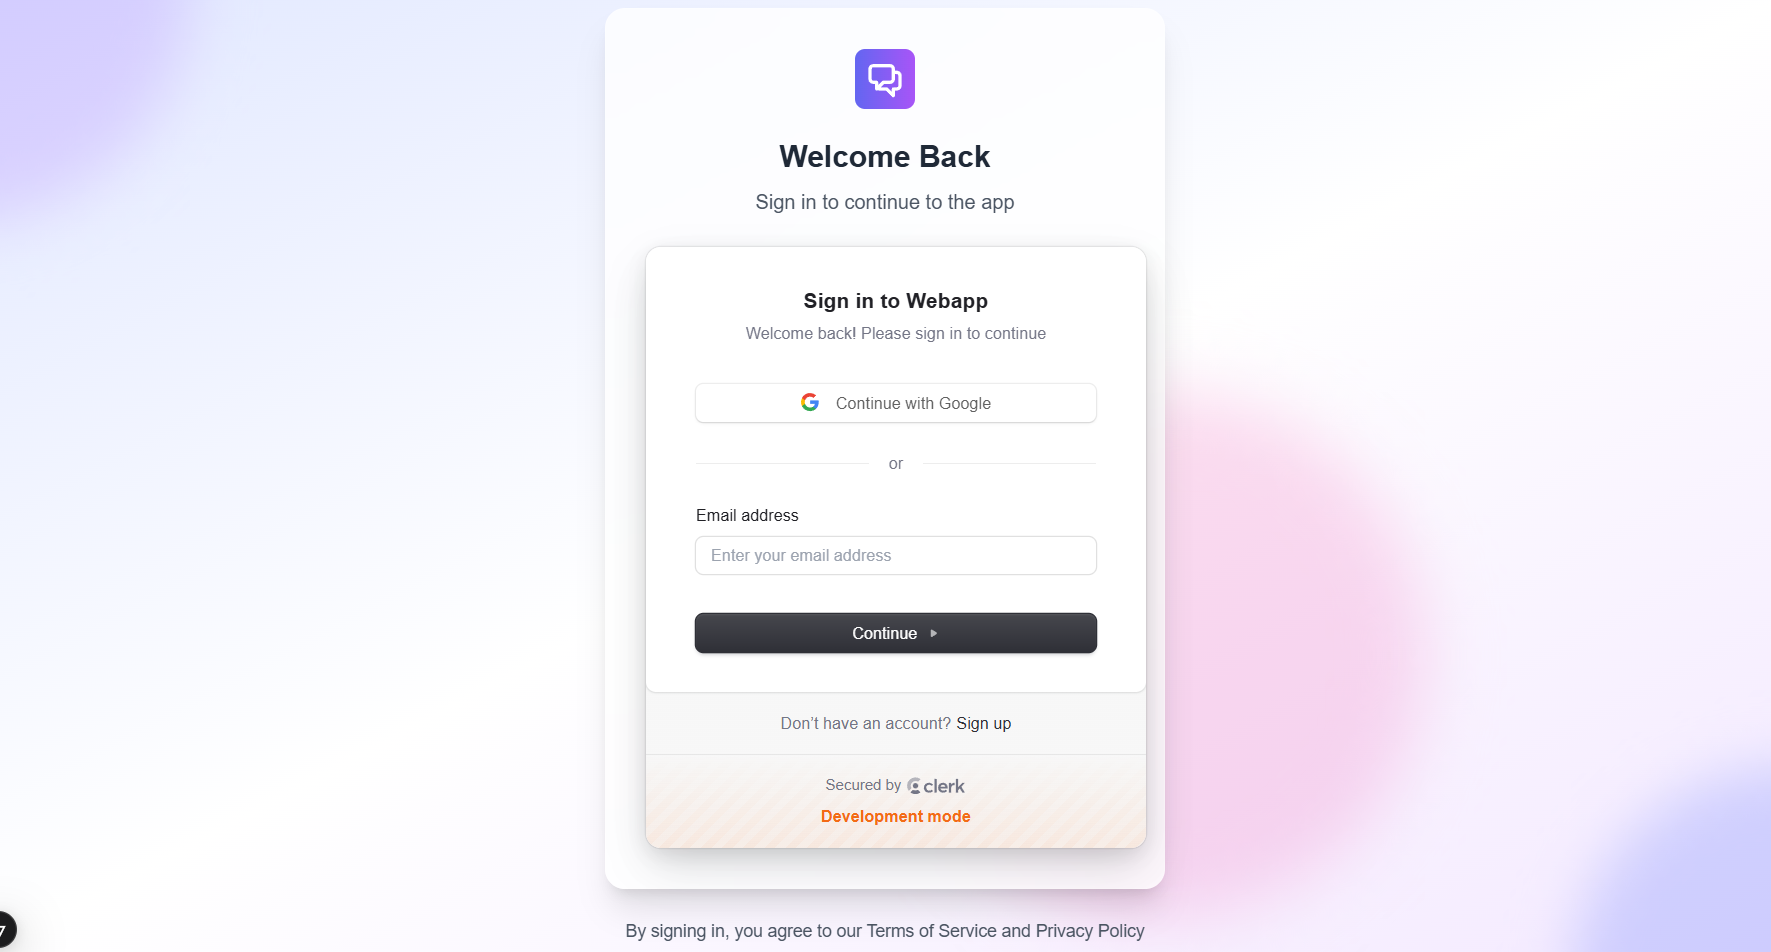 Welcome Back
Sign in to continue to the app
Sign in to Webapp
Welcome back! Please sign in to continue
Continue with Google
or
Email address
Enter your email address
Continue
Don’t have an account? Sign up
Secured by clerk
Development mode
By signing in, you agree to our Terms of Service and Privacy Policy